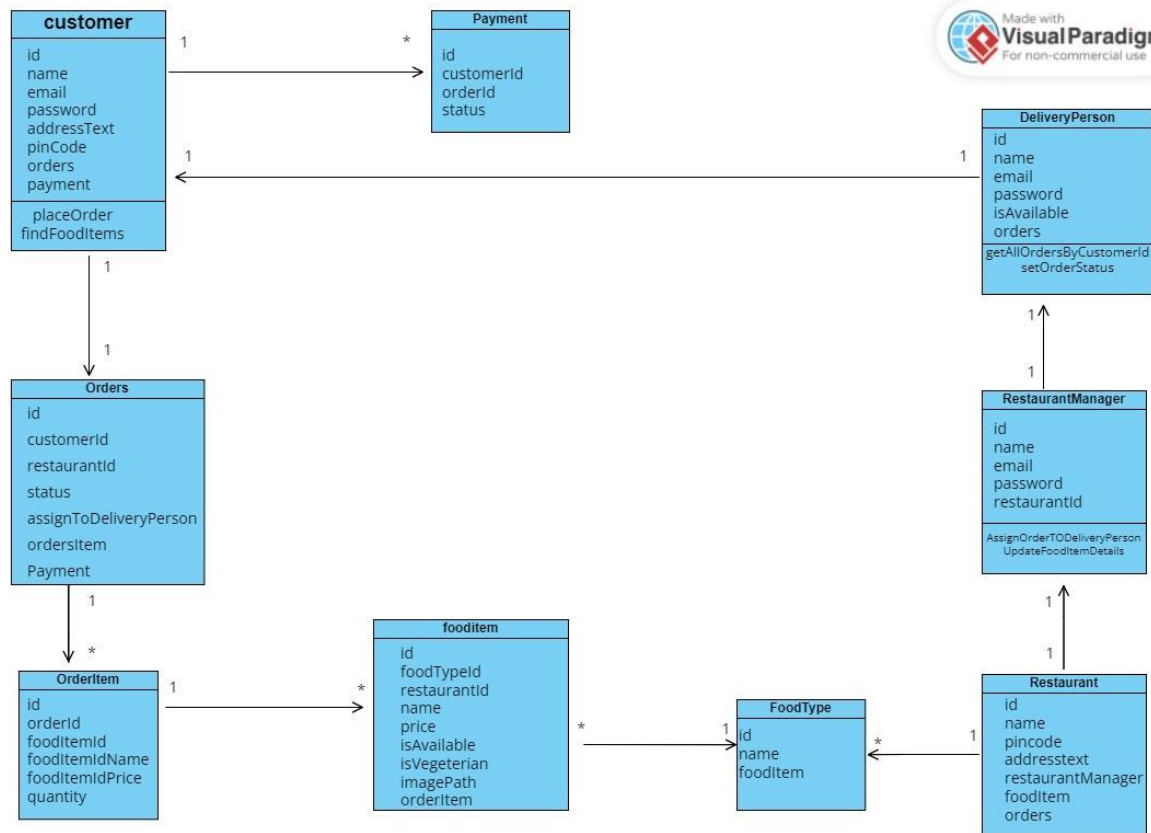 customer
id
name
email
password
addressText
pinCode
orders
payment
placeOrder
findFoodItems
1
*
Payment
id
customerId
orderId
status
Made with
Visual Paradigm
For non-commercial use
DeliveryPerson
id
name
email
password
isAvailable
orders
getAllOrdersByCustomerId
setOrderStatus
1
1
1
1
Orders
id
customerId
restaurantId
status
assignToDeliveryPerson
ordersItem
Payment
1
1
RestaurantManager
id
name
email
password
restaurantId
AssignOrderTODeliveryPerson
UpdateFoodItemDetails
1
*
OrderItem
id
orderId
foodItemId
foodItemIdName
foodItemIdPrice
quantity
1
*
fooditem
id
foodTypeId
restaurantId
name
price
isAvailable
isVegeterian
imagePath
orderItem
*
1
FoodType
id
name
foodItem
*
1
1
1
Restaurant
id
name
pincode
addresstext
restaurantManager
foodItem
orders